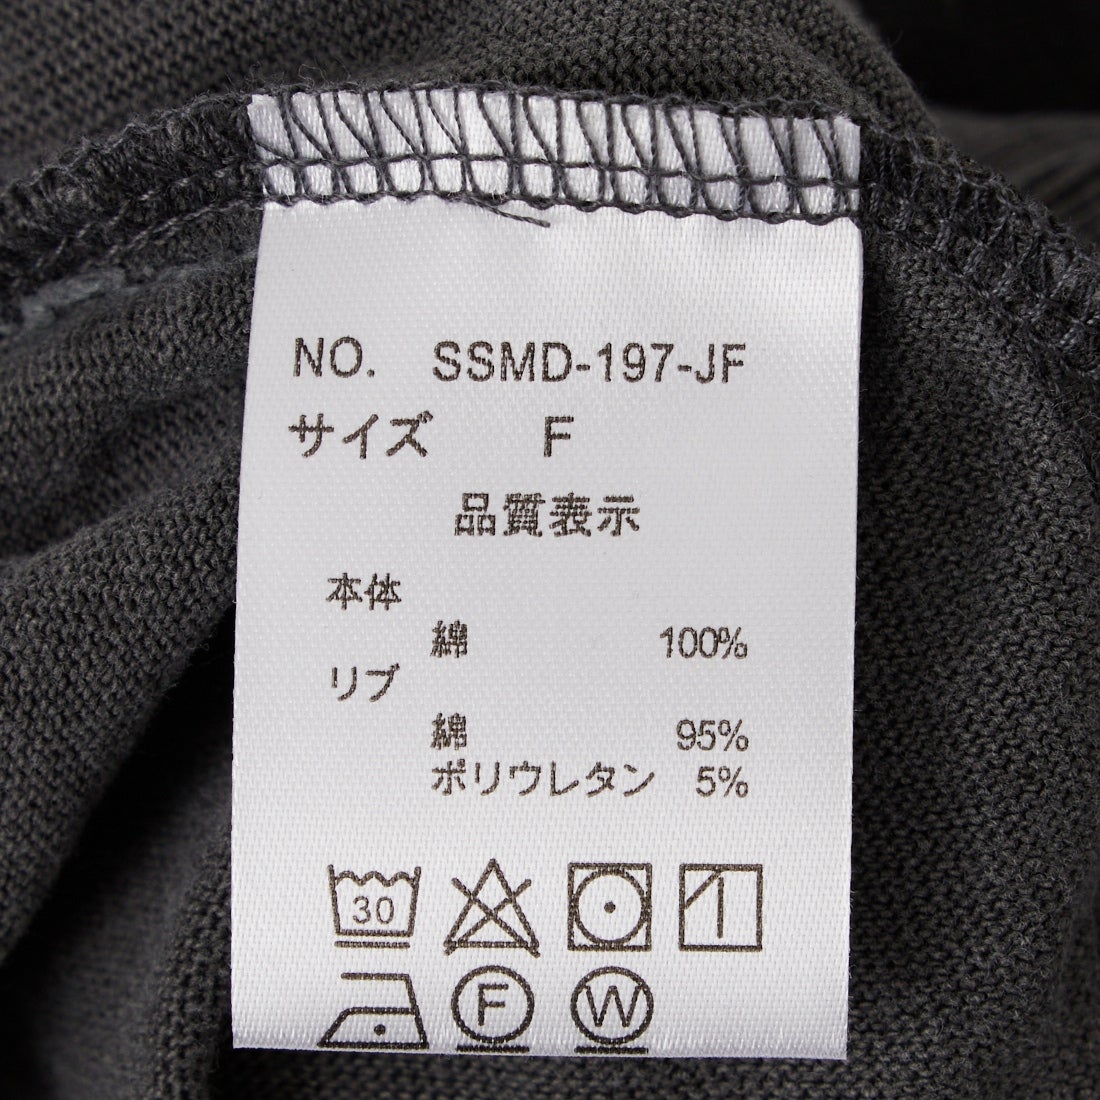 NO. SSMD-197-JF
サイズ F
品質表示
本体
綿 100%
リブ
綿 95%
ポリウレタン 5%
30
F W